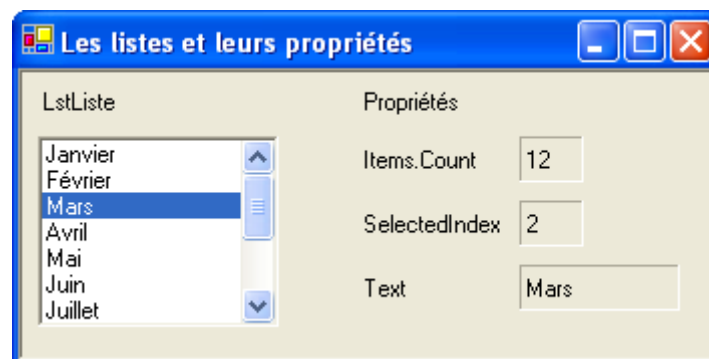 Les listes et leurs propriétés
LstListe
Propriétés
Janvier
Février
Mars
Avril
Mai
Juin
Juillet
Items.Count 12
SelectedIndex 2
Text Mars